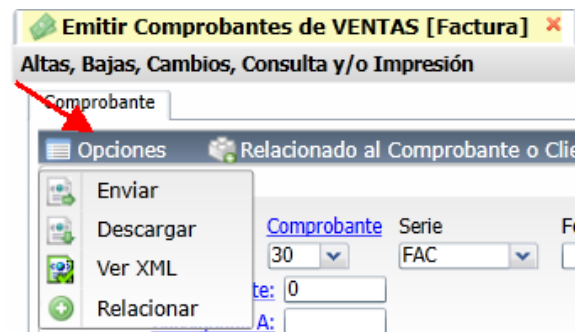 Emitir Comprobantes de VENTAS [Factura]
Altas, Bajas, Cambios, Consulta y/o Impresión
Comprobante
Opciones Relacionado al Comprobante o
Enviar
Descargar Comprobante Serie
Ver XML 30 FAC
te: 0
Relacionar
A: